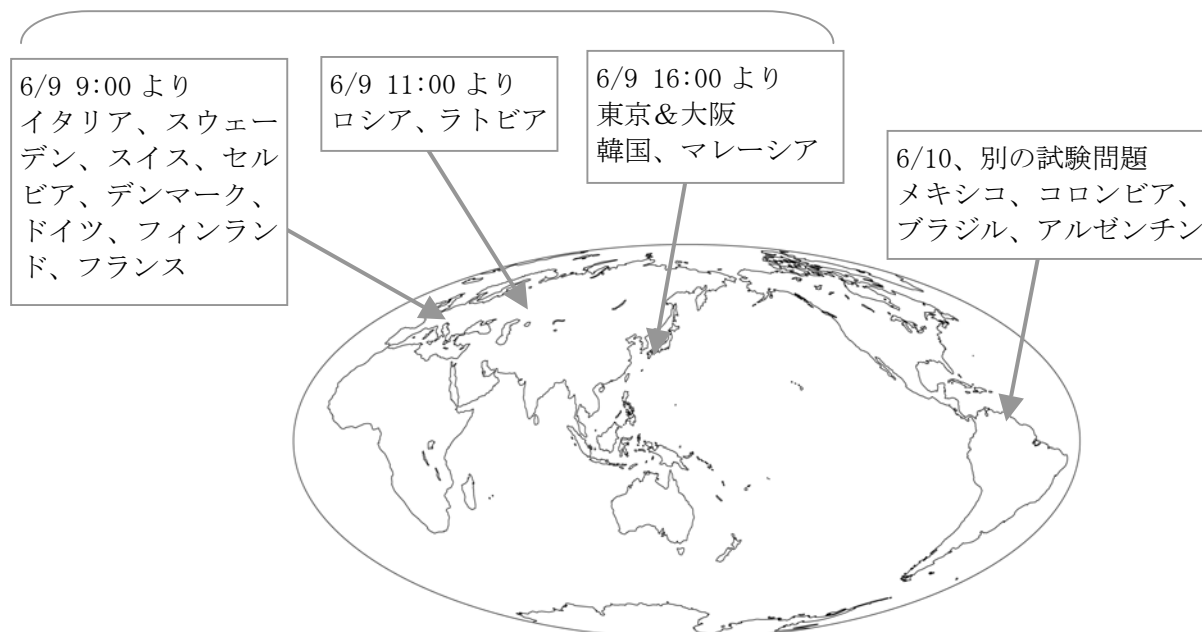 6/9 9:00 より
イタリア、スウェー
デン、スイス、セル
ビア、デンマーク、
ドイツ、フィンラン
ド、フランス
6/9 11:00 より
ロシア、ラトビア
6/9 16:00 より
東京&大阪
韓国、マレーシア
6/10、別の試験問題
メキシコ、コロンビア、
ブラジル、アルゼンチン